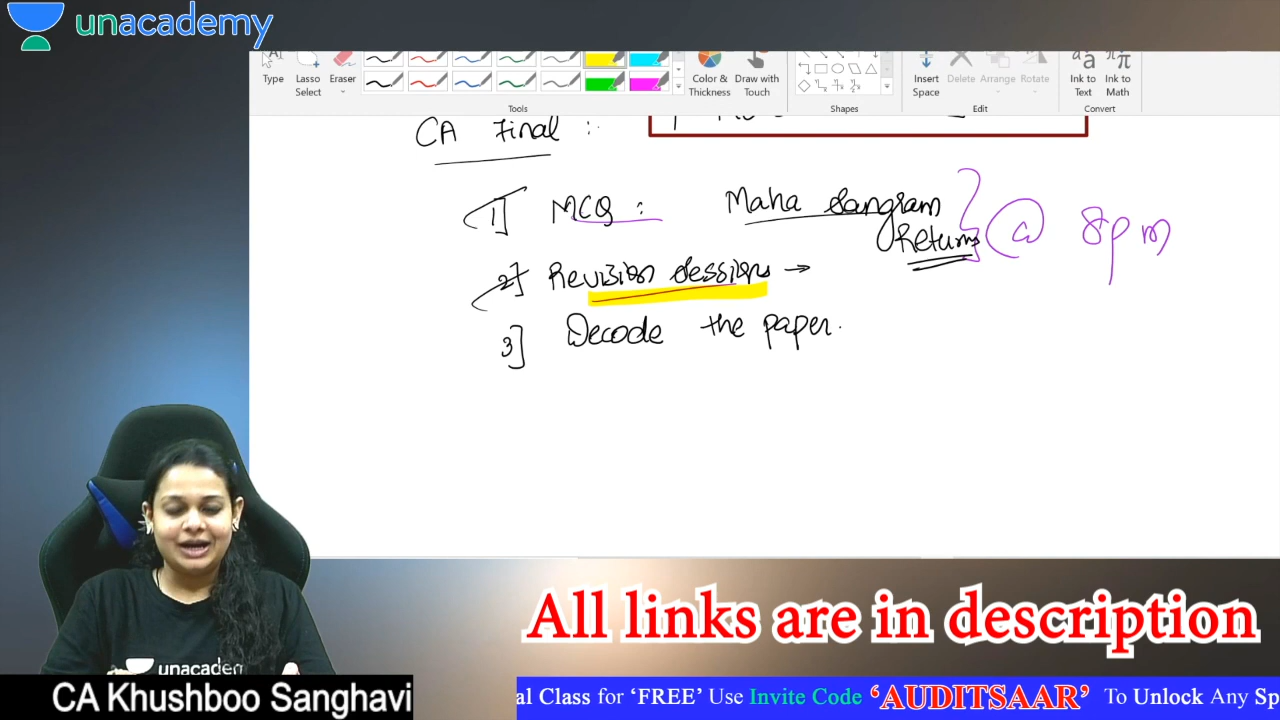 unacademy
Type
Lasso Select
Eraser
Color & Thickness
Draw with Touch
Insert Space
Delete
Arrange
Rotate
Ink to Text
Ink to Math
Tools
Shapes
Edit
Convert
CA Final :
1] MCQ : Maha Sangram
Returns @ 8pm
2] Revision Sessions →
3] Decode the paper.
All links are in description
unacademy
CA Khushboo Sanghavi
al Class for ‘FREE’ Use Invite Code ‘AUDITSAAR’ To Unlock Any Sp